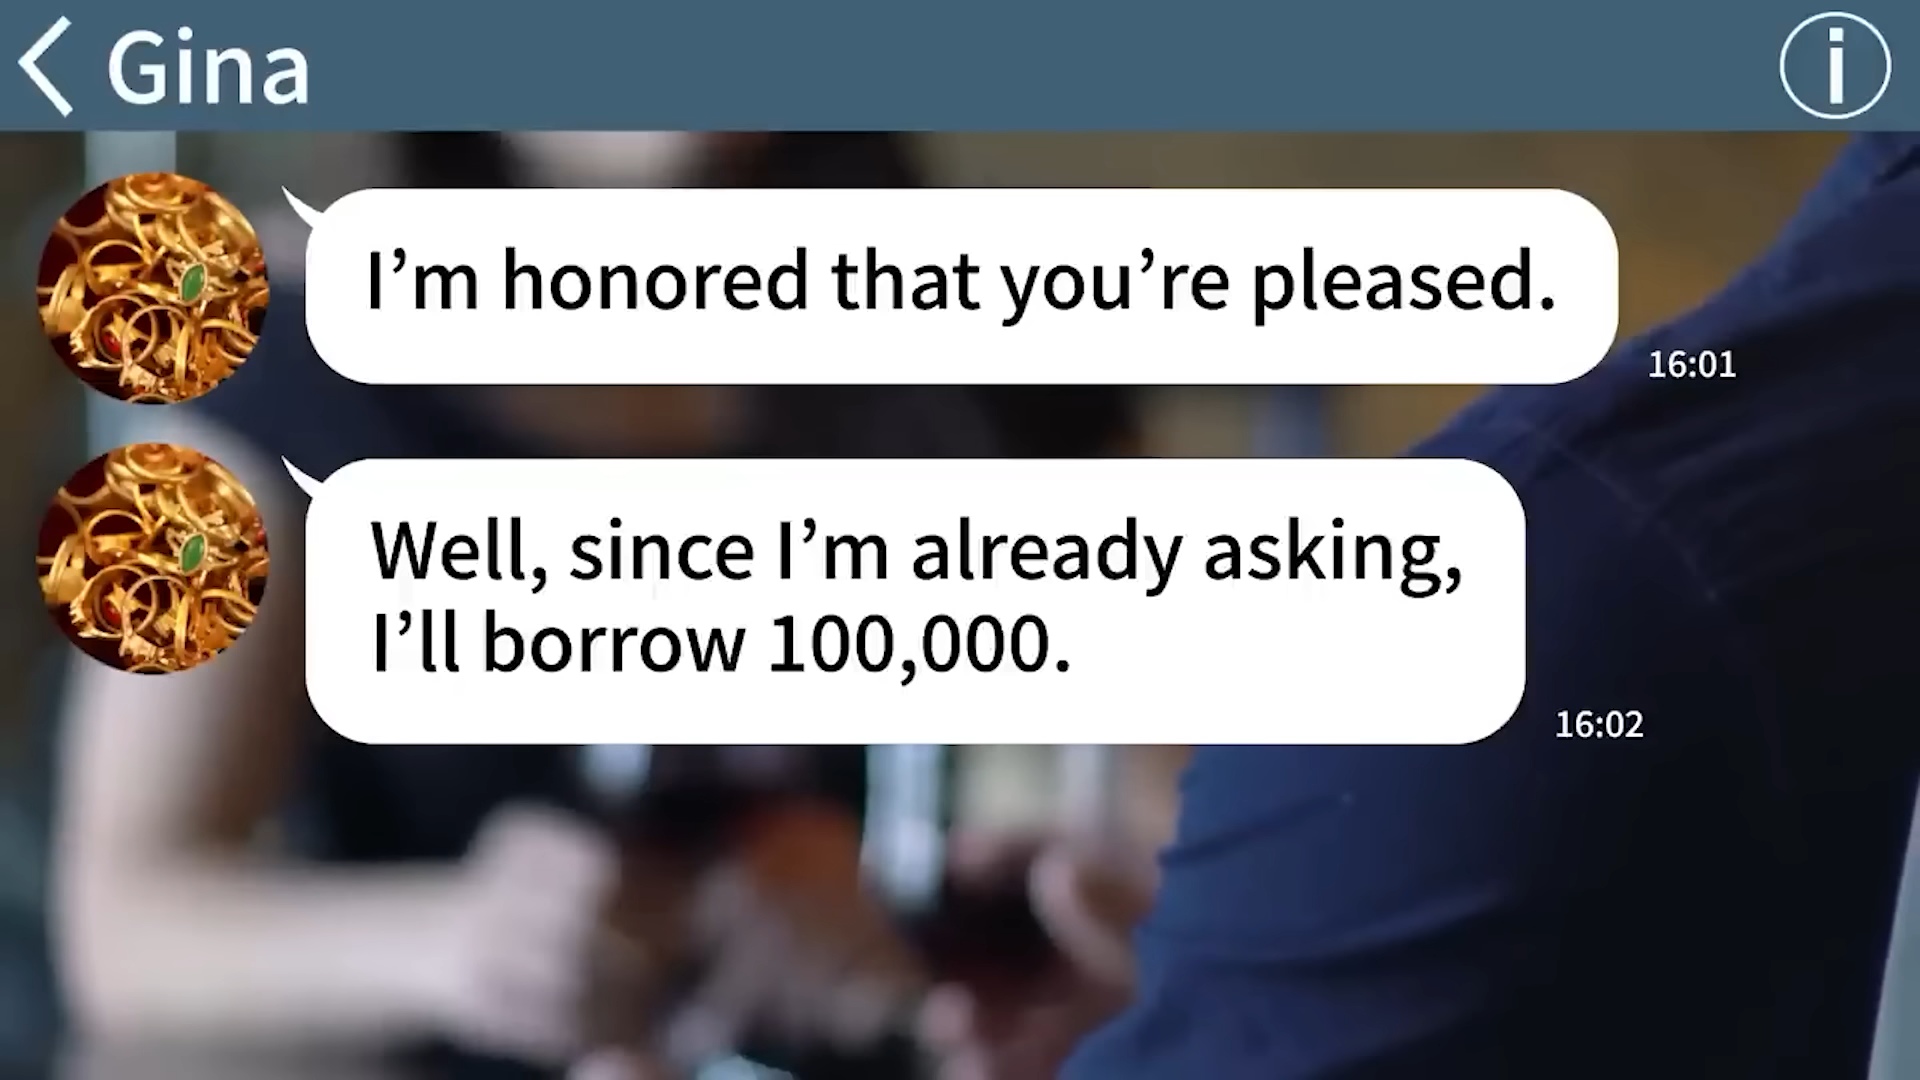 Gina
I’m honored that you’re pleased.
16:01
Well, since I’m already asking,
I’ll borrow 100,000.
16:02